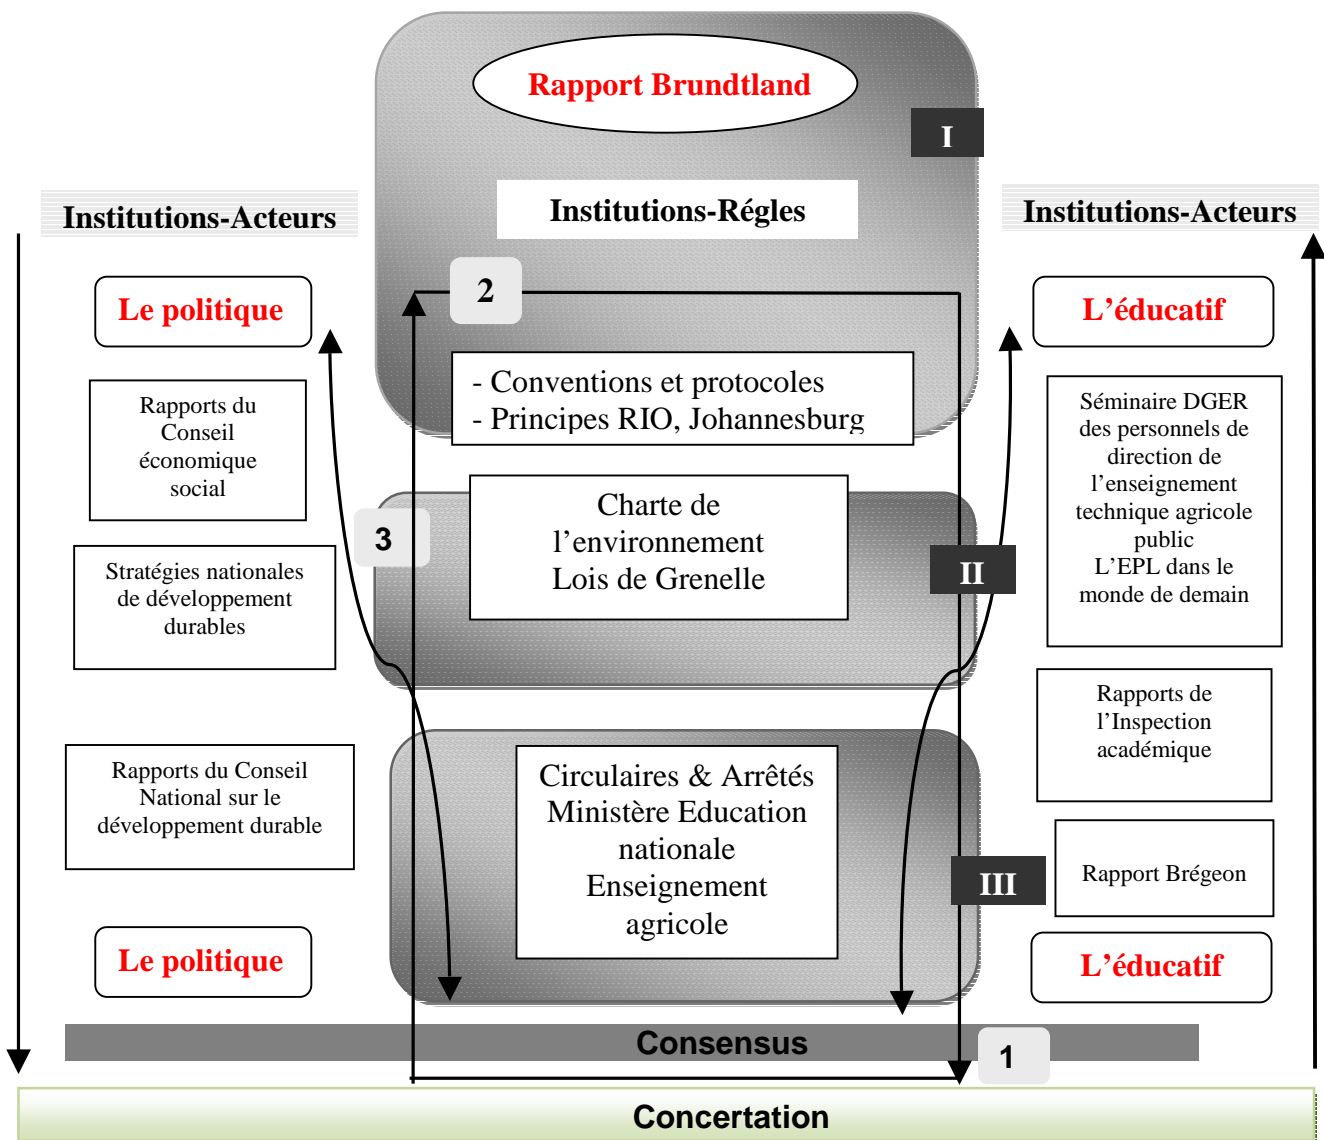 Rapport Brundtland
I
Institutions-Acteurs
Institutions-Régles
Institutions-Acteurs
2
Le politique
L’éducatif
- Conventions et protocoles
- Principes RIO, Johannesburg
Rapports du
Conseil
économique
social
Séminaire DGER
des personnels de
direction de
l’enseignement
technique agricole
public
L’EPL dans le
monde de demain
Charte de
l’environnement
Lois de Grenelle
3
II
Stratégies nationales
de développement
durables
Rapports de
l’Inspection
académique
Rapports du Conseil
National sur le
développement durable
Circulaires & Arrêtés
Ministère Education
nationale
Enseignement
agricole
III
Rapport Brégeon
Le politique
L’éducatif
Consensus
1
Concertation